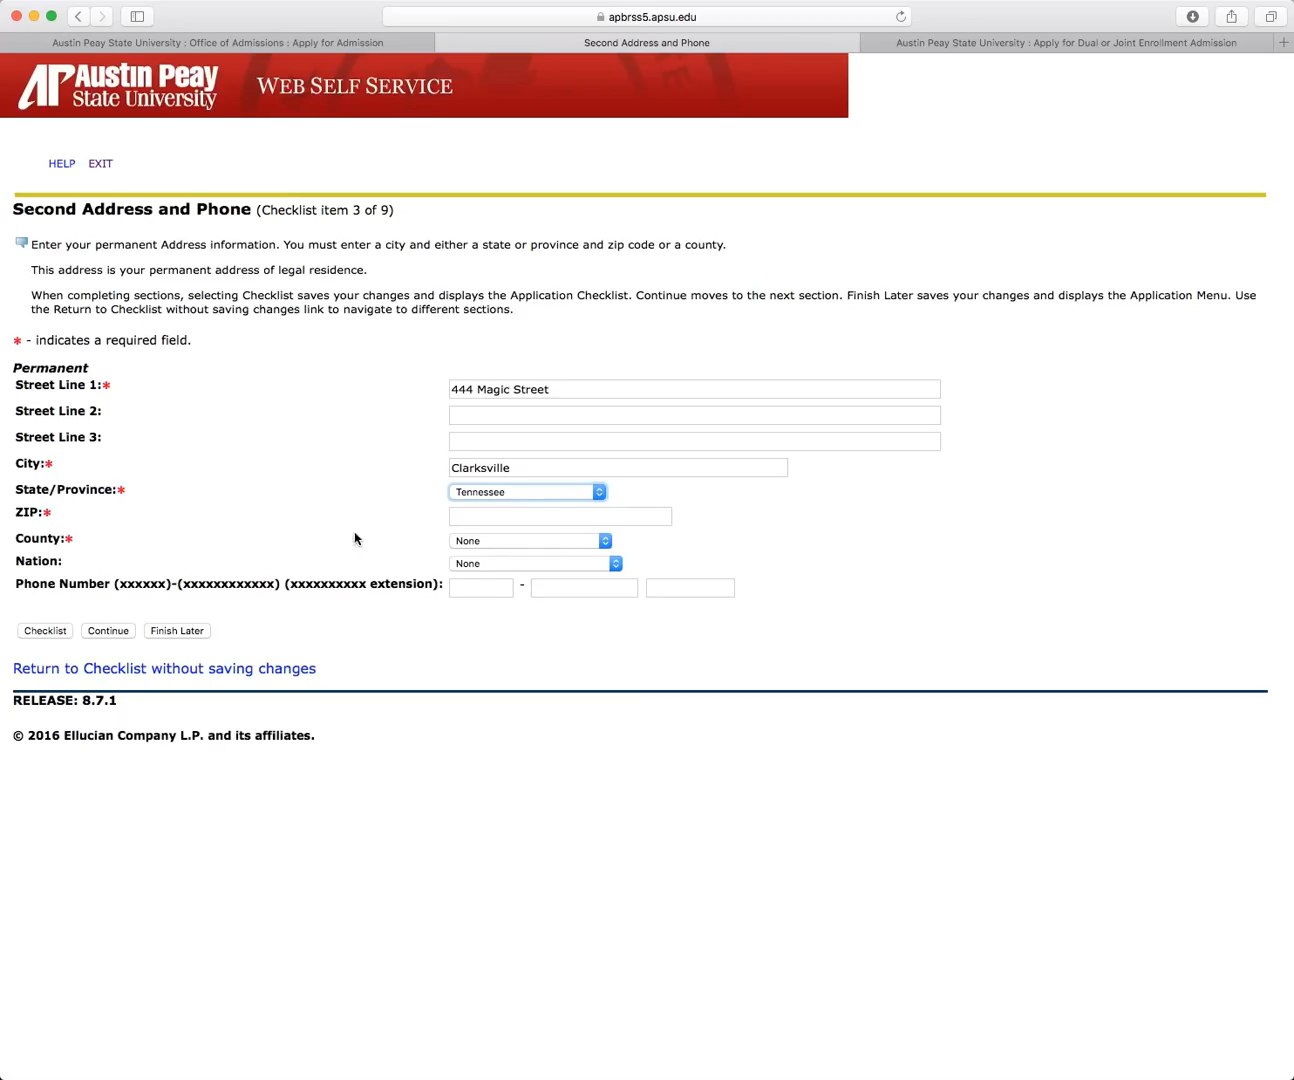 apbrss5.apsu.edu
Austin Peay State University : Office of Admissions : Apply for Admission
Second Address and Phone
Austin Peay State University : Apply for Dual or Joint Enrollment Admission
AP Austin Peay
State University
WEB SELF SERVICE
HELP EXIT
Second Address and Phone (Checklist item 3 of 9)
Enter your permanent Address information. You must enter a city and either a state or province and zip code or a county.
This address is your permanent address of legal residence.
When completing sections, selecting Checklist saves your changes and displays the Application Checklist. Continue moves to the next section. Finish Later saves your changes and displays the Application Menu. Use
the Return to Checklist without saving changes link to navigate to different sections.
* - indicates a required field.
Permanent
Street Line 1:* 444 Magic Street
Street Line 2:
Street Line 3:
City:* Clarksville
State/Province:* Tennessee
ZIP:*
County:* None
Nation: None
Phone Number (xxxxxx)-(xxxxxxxxxxxx) (xxxxxxxxxx extension): -
Checklist Continue Finish Later
Return to Checklist without saving changes
RELEASE: 8.7.1
© 2016 Ellucian Company L.P. and its affiliates.